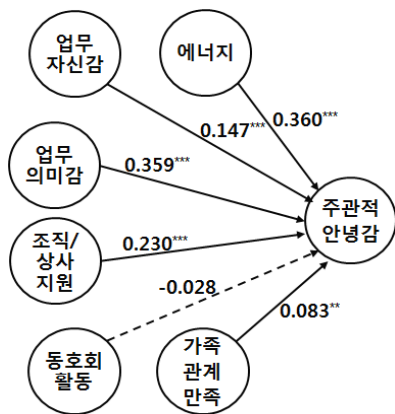 업무
자신감
에너지
0.147***
0.360***
업무
의미감
0.359***
주관적
안녕감
조직/
상사
지원
0.230***
-0.028
0.083**
동호회
활동
가족
관계
만족